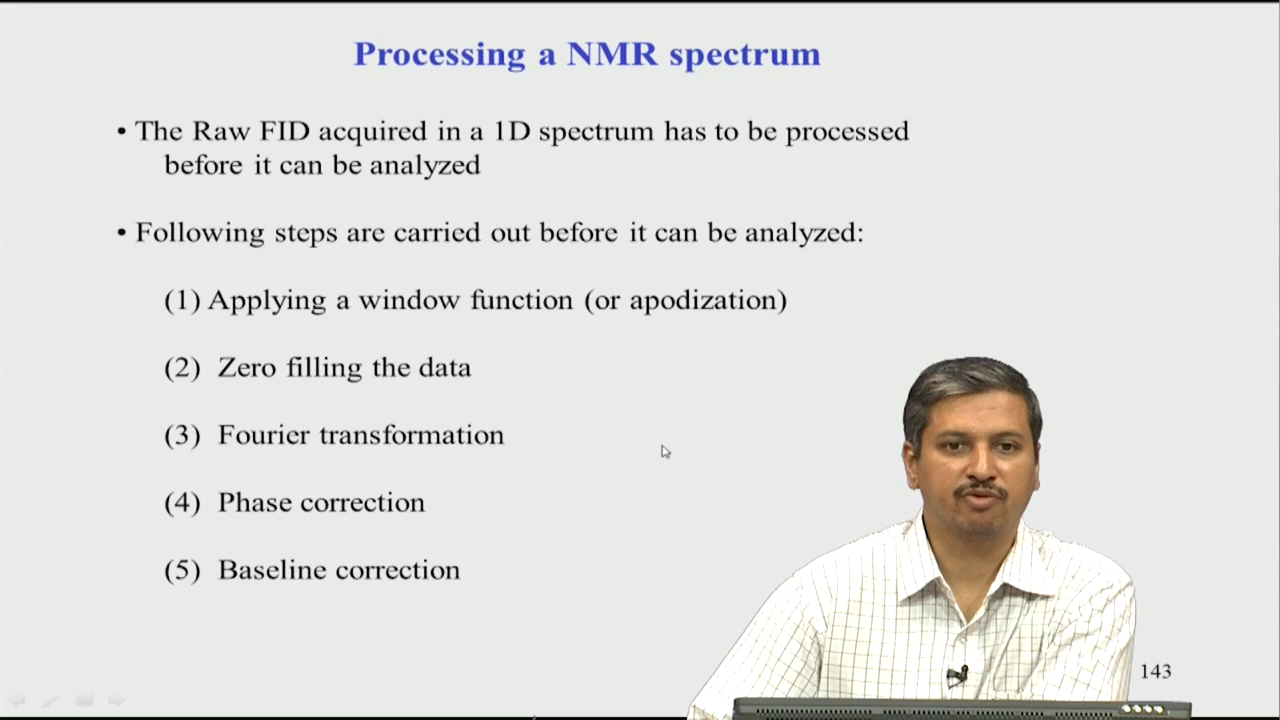 Processing a NMR spectrum
• The Raw FID acquired in a 1D spectrum has to be processed
before it can be analyzed
• Following steps are carried out before it can be analyzed:
(1) Applying a window function (or apodization)
(2) Zero filling the data
(3) Fourier transformation
(4) Phase correction
(5) Baseline correction
143